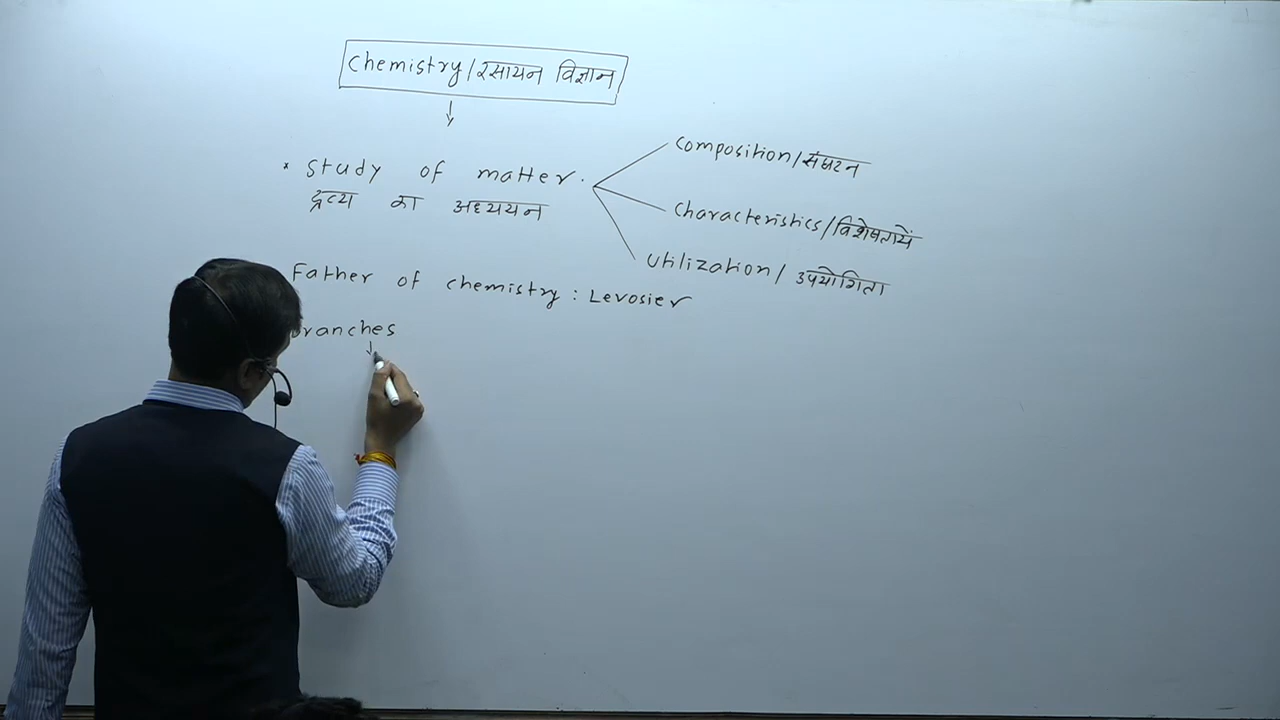 Chemistry/रसायन विज्ञान
* Study of matter.
द्रव्य का अध्ययन
Composition/संघटन
Characteristics/विशेषतायें
Utilization/ उपयोगिता
Father of chemistry : Levosier
Branches